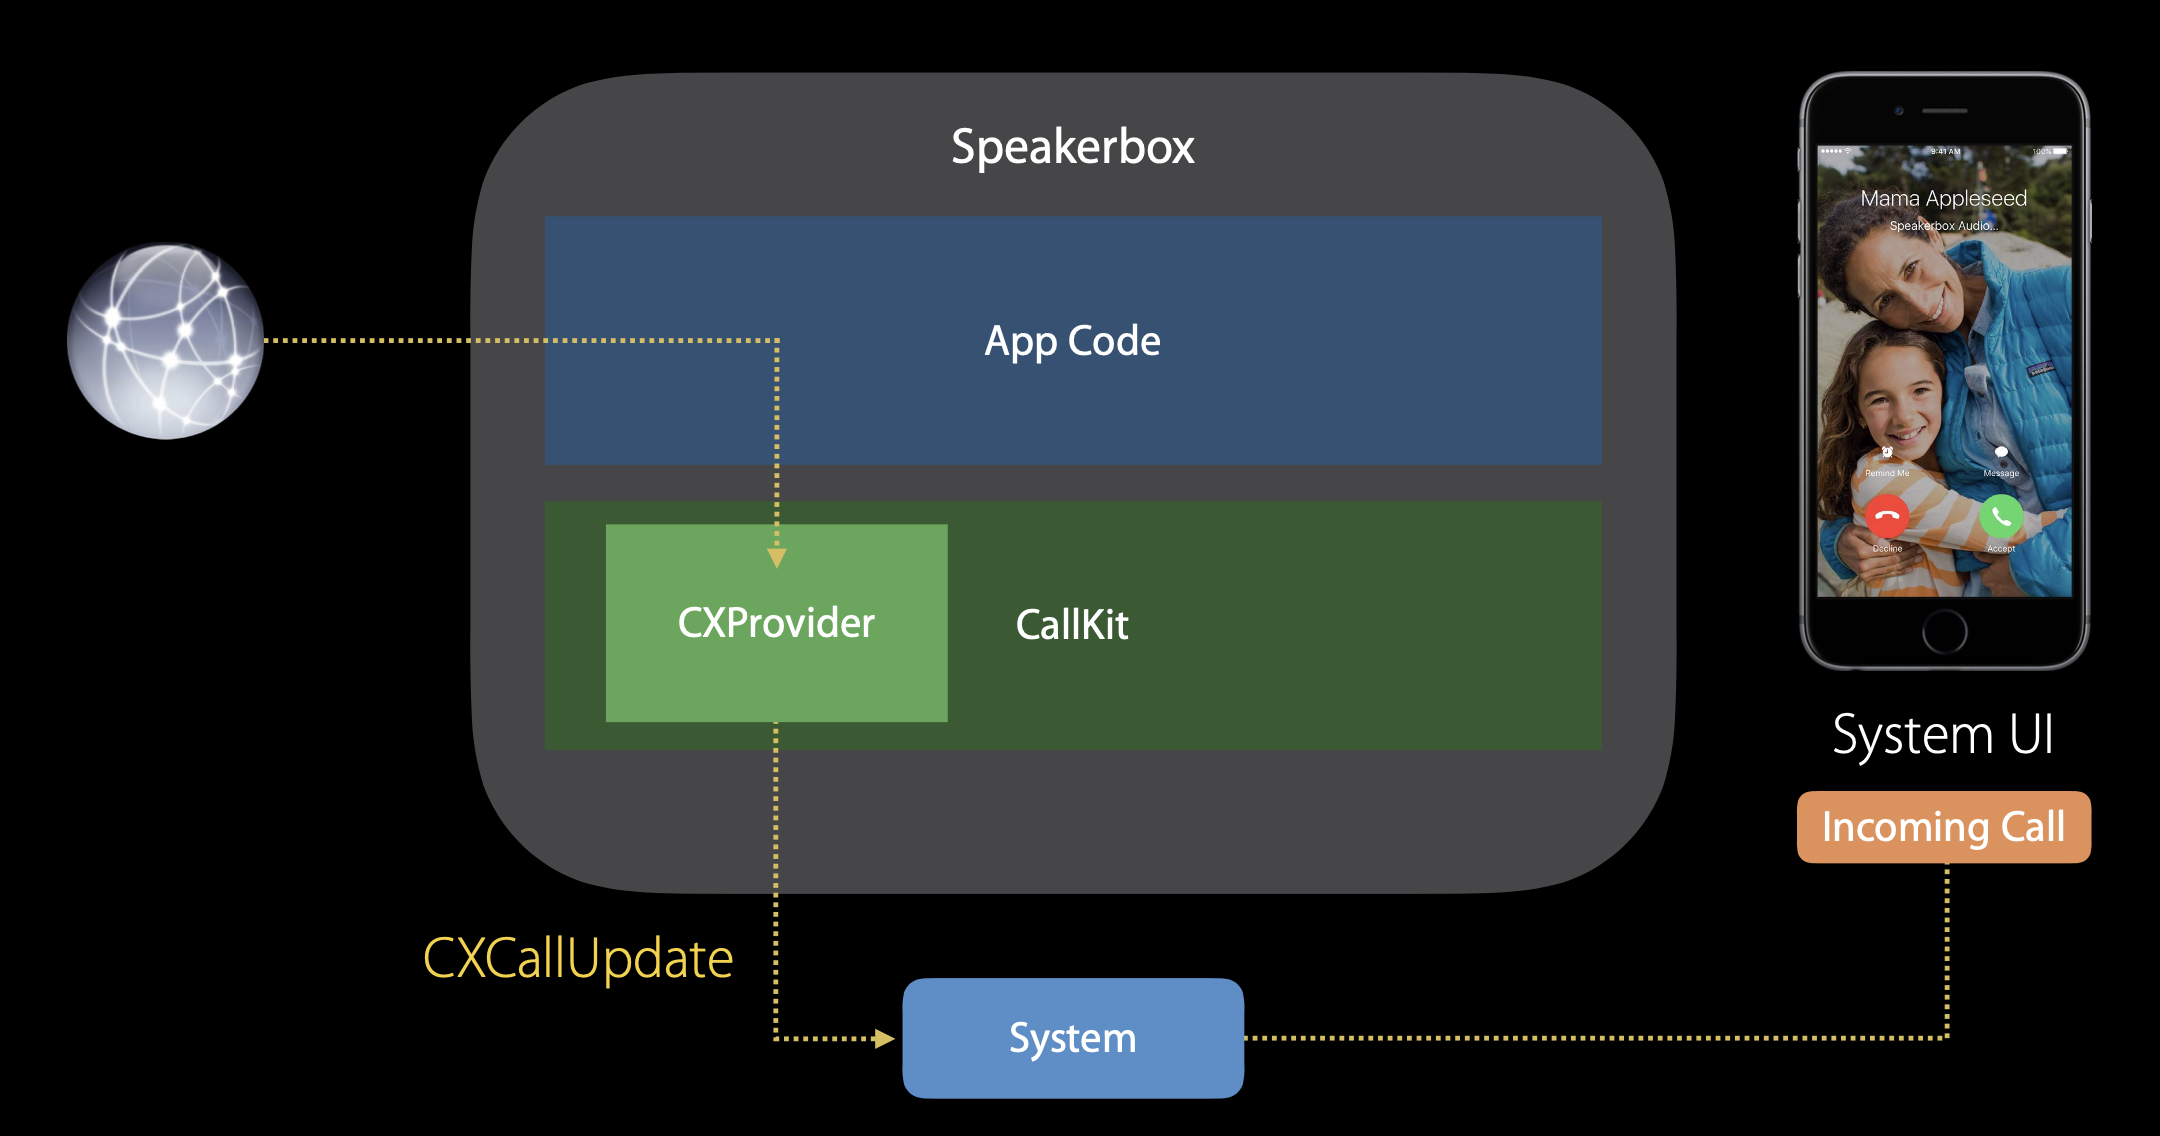 Speakerbox
App Code
CXProvider
CallKit
CXCallUpdate
System
9:41 AM
100%
Mama Appleseed
Speakerbox Audio...
Remind Me
Message
Decline
Accept
System UI
Incoming Call